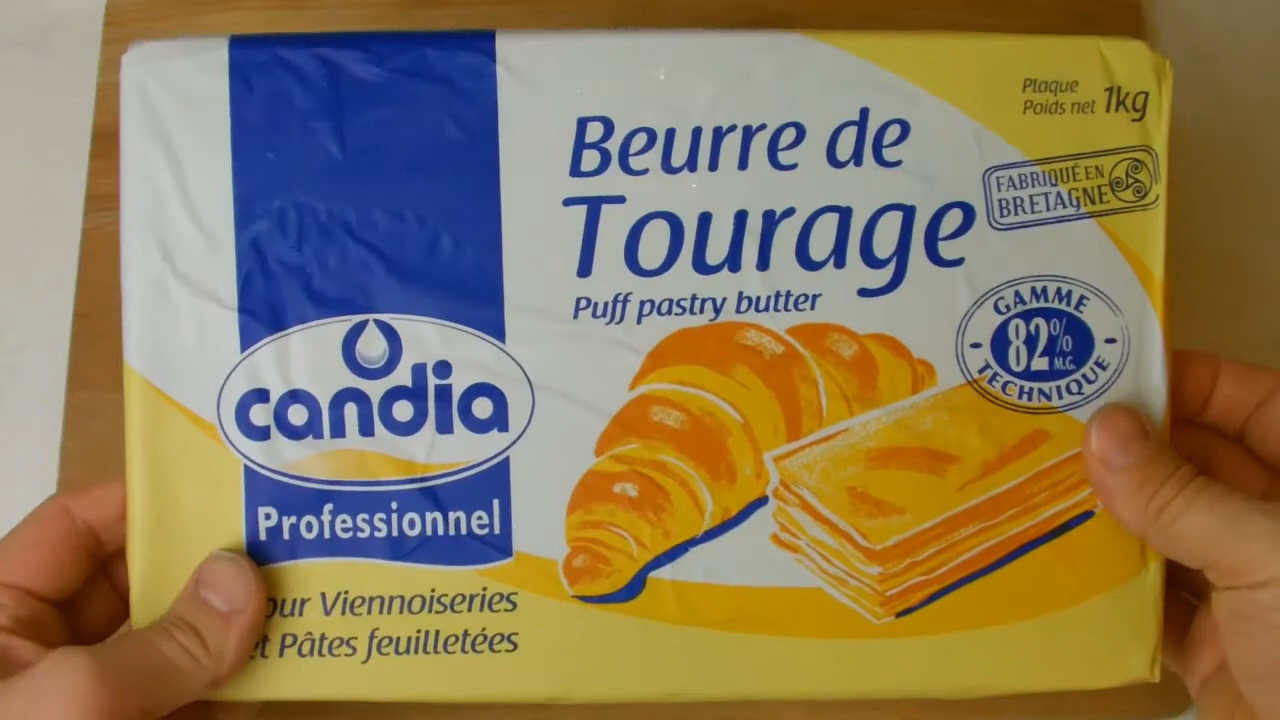 Plaque
Poids net 1kg
Beurre de
Tourage
Puff pastry butter
FABRIQUÉ EN
BRETAGNE
GAMME
82% M.G.
TECHNIQUE
candia
Professionnel
our Viennoiseries
et Pâtes feuilletées